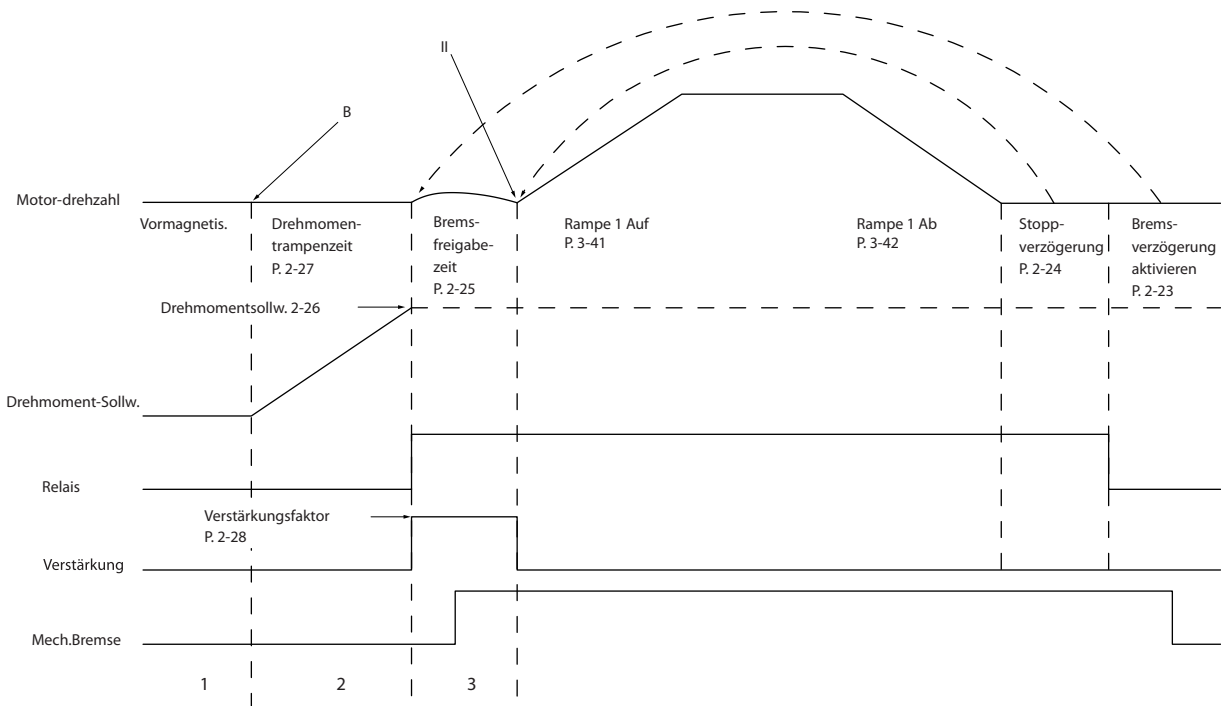 II
B
Motor-drehzahl
Vormagnetis.
Drehmomen-
trampenzeit
P. 2-27
Brems-
freigabe-
zeit
P. 2-25
Rampe 1 Auf
P. 3-41
Rampe 1 Ab
P. 3-42
Stopp-
verzögerung
P. 2-24
Brems-
verzögerung
aktivieren
P. 2-23
Drehmomentsollw. 2-26
Drehmoment-Sollw.
Relais
Verstärkungsfaktor
P. 2-28
Verstärkung
Mech.Bremse
1
2
3